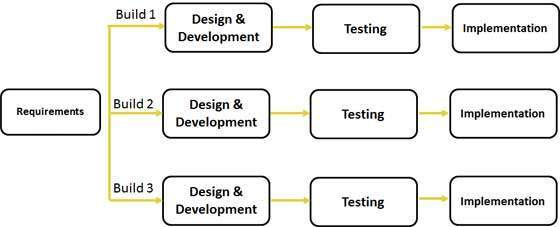 Build 1
Design &
Development
Testing
Implementation
Requirements
Build 2
Design &
Development
Testing
Implementation
Build 3
Design &
Development
Testing
Implementation